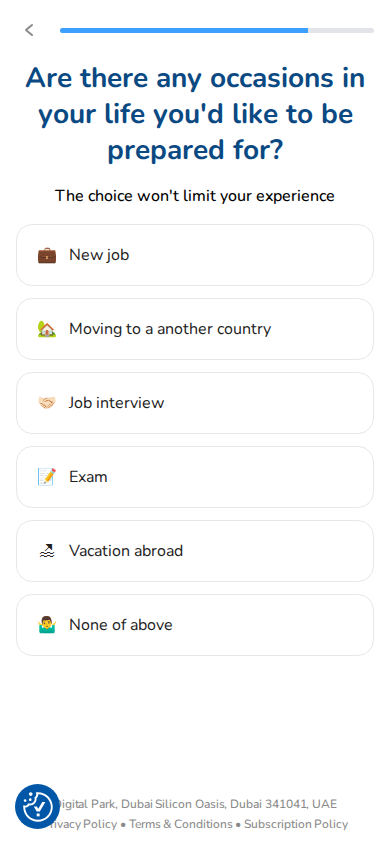 Are there any occasions in
your life you'd like to be
prepared for?
The choice won't limit your experience
New job
Moving to a another country
Job interview
Exam
Vacation abroad
None of above
Digital Park, Dubai Silicon Oasis, Dubai 341041, UAE
Policy • Terms & Conditions • Subscription Policy